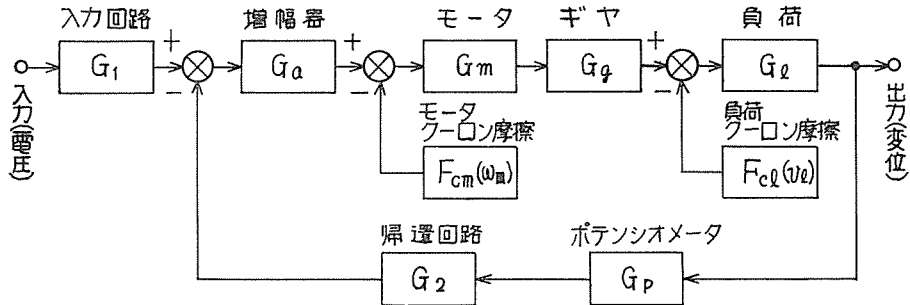 入力回路
増幅器
モータ
ギヤ
負荷
G1
+
-
Ga
+
-
Gm
Gg
+
-
Gl
入力(電圧)
出力(変位)
モータ
クーロン摩擦
Fcm(ωm)
負荷
クーロン摩擦
Fcl(vl)
帰還回路
ポテンシオメータ
G2
Gp